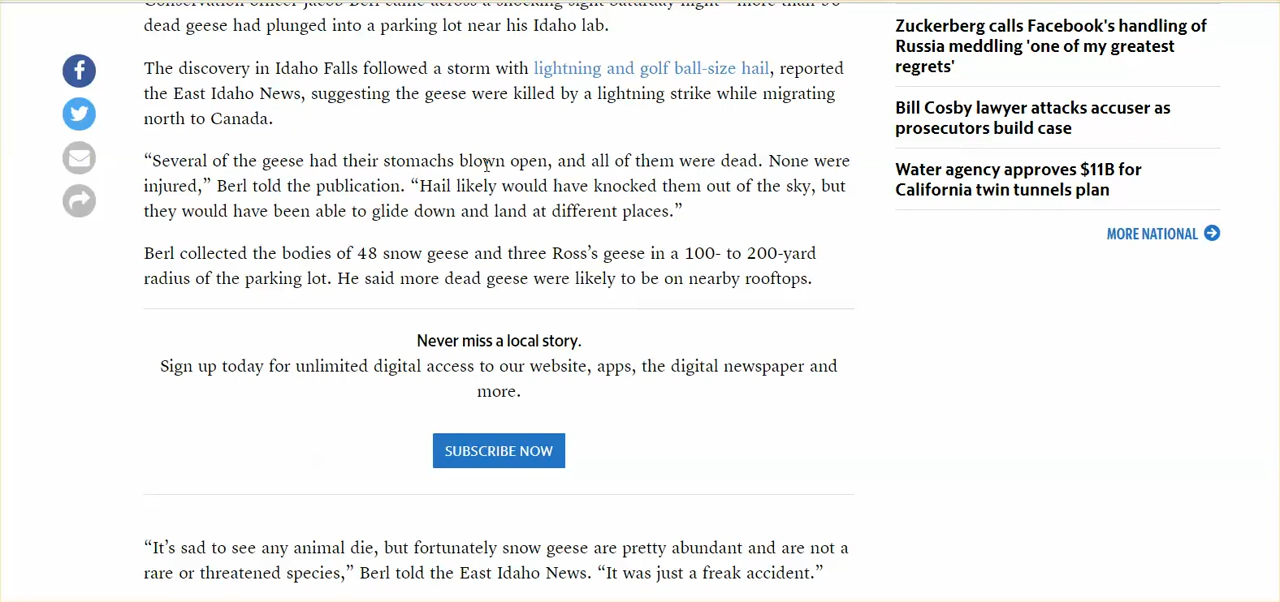 dead geese had plunged into a parking lot near his Idaho lab.
The discovery in Idaho Falls followed a storm with lightning and golf ball-size hail, reported
the East Idaho News, suggesting the geese were killed by a lightning strike while migrating
north to Canada.
“Several of the geese had their stomachs blown open, and all of them were dead. None were
injured,” Berl told the publication. “Hail likely would have knocked them out of the sky, but
they would have been able to glide down and land at different places.”
Berl collected the bodies of 48 snow geese and three Ross’s geese in a 100- to 200-yard
radius of the parking lot. He said more dead geese were likely to be on nearby rooftops.
Never miss a local story.
Sign up today for unlimited digital access to our website, apps, the digital newspaper and
more.
SUBSCRIBE NOW
“It’s sad to see any animal die, but fortunately snow geese are pretty abundant and are not a
rare or threatened species,” Berl told the East Idaho News. “It was just a freak accident.”
Zuckerberg calls Facebook's handling of
Russia meddling 'one of my greatest
regrets'
Bill Cosby lawyer attacks accuser as
prosecutors build case
Water agency approves $11B for
California twin tunnels plan
MORE NATIONAL